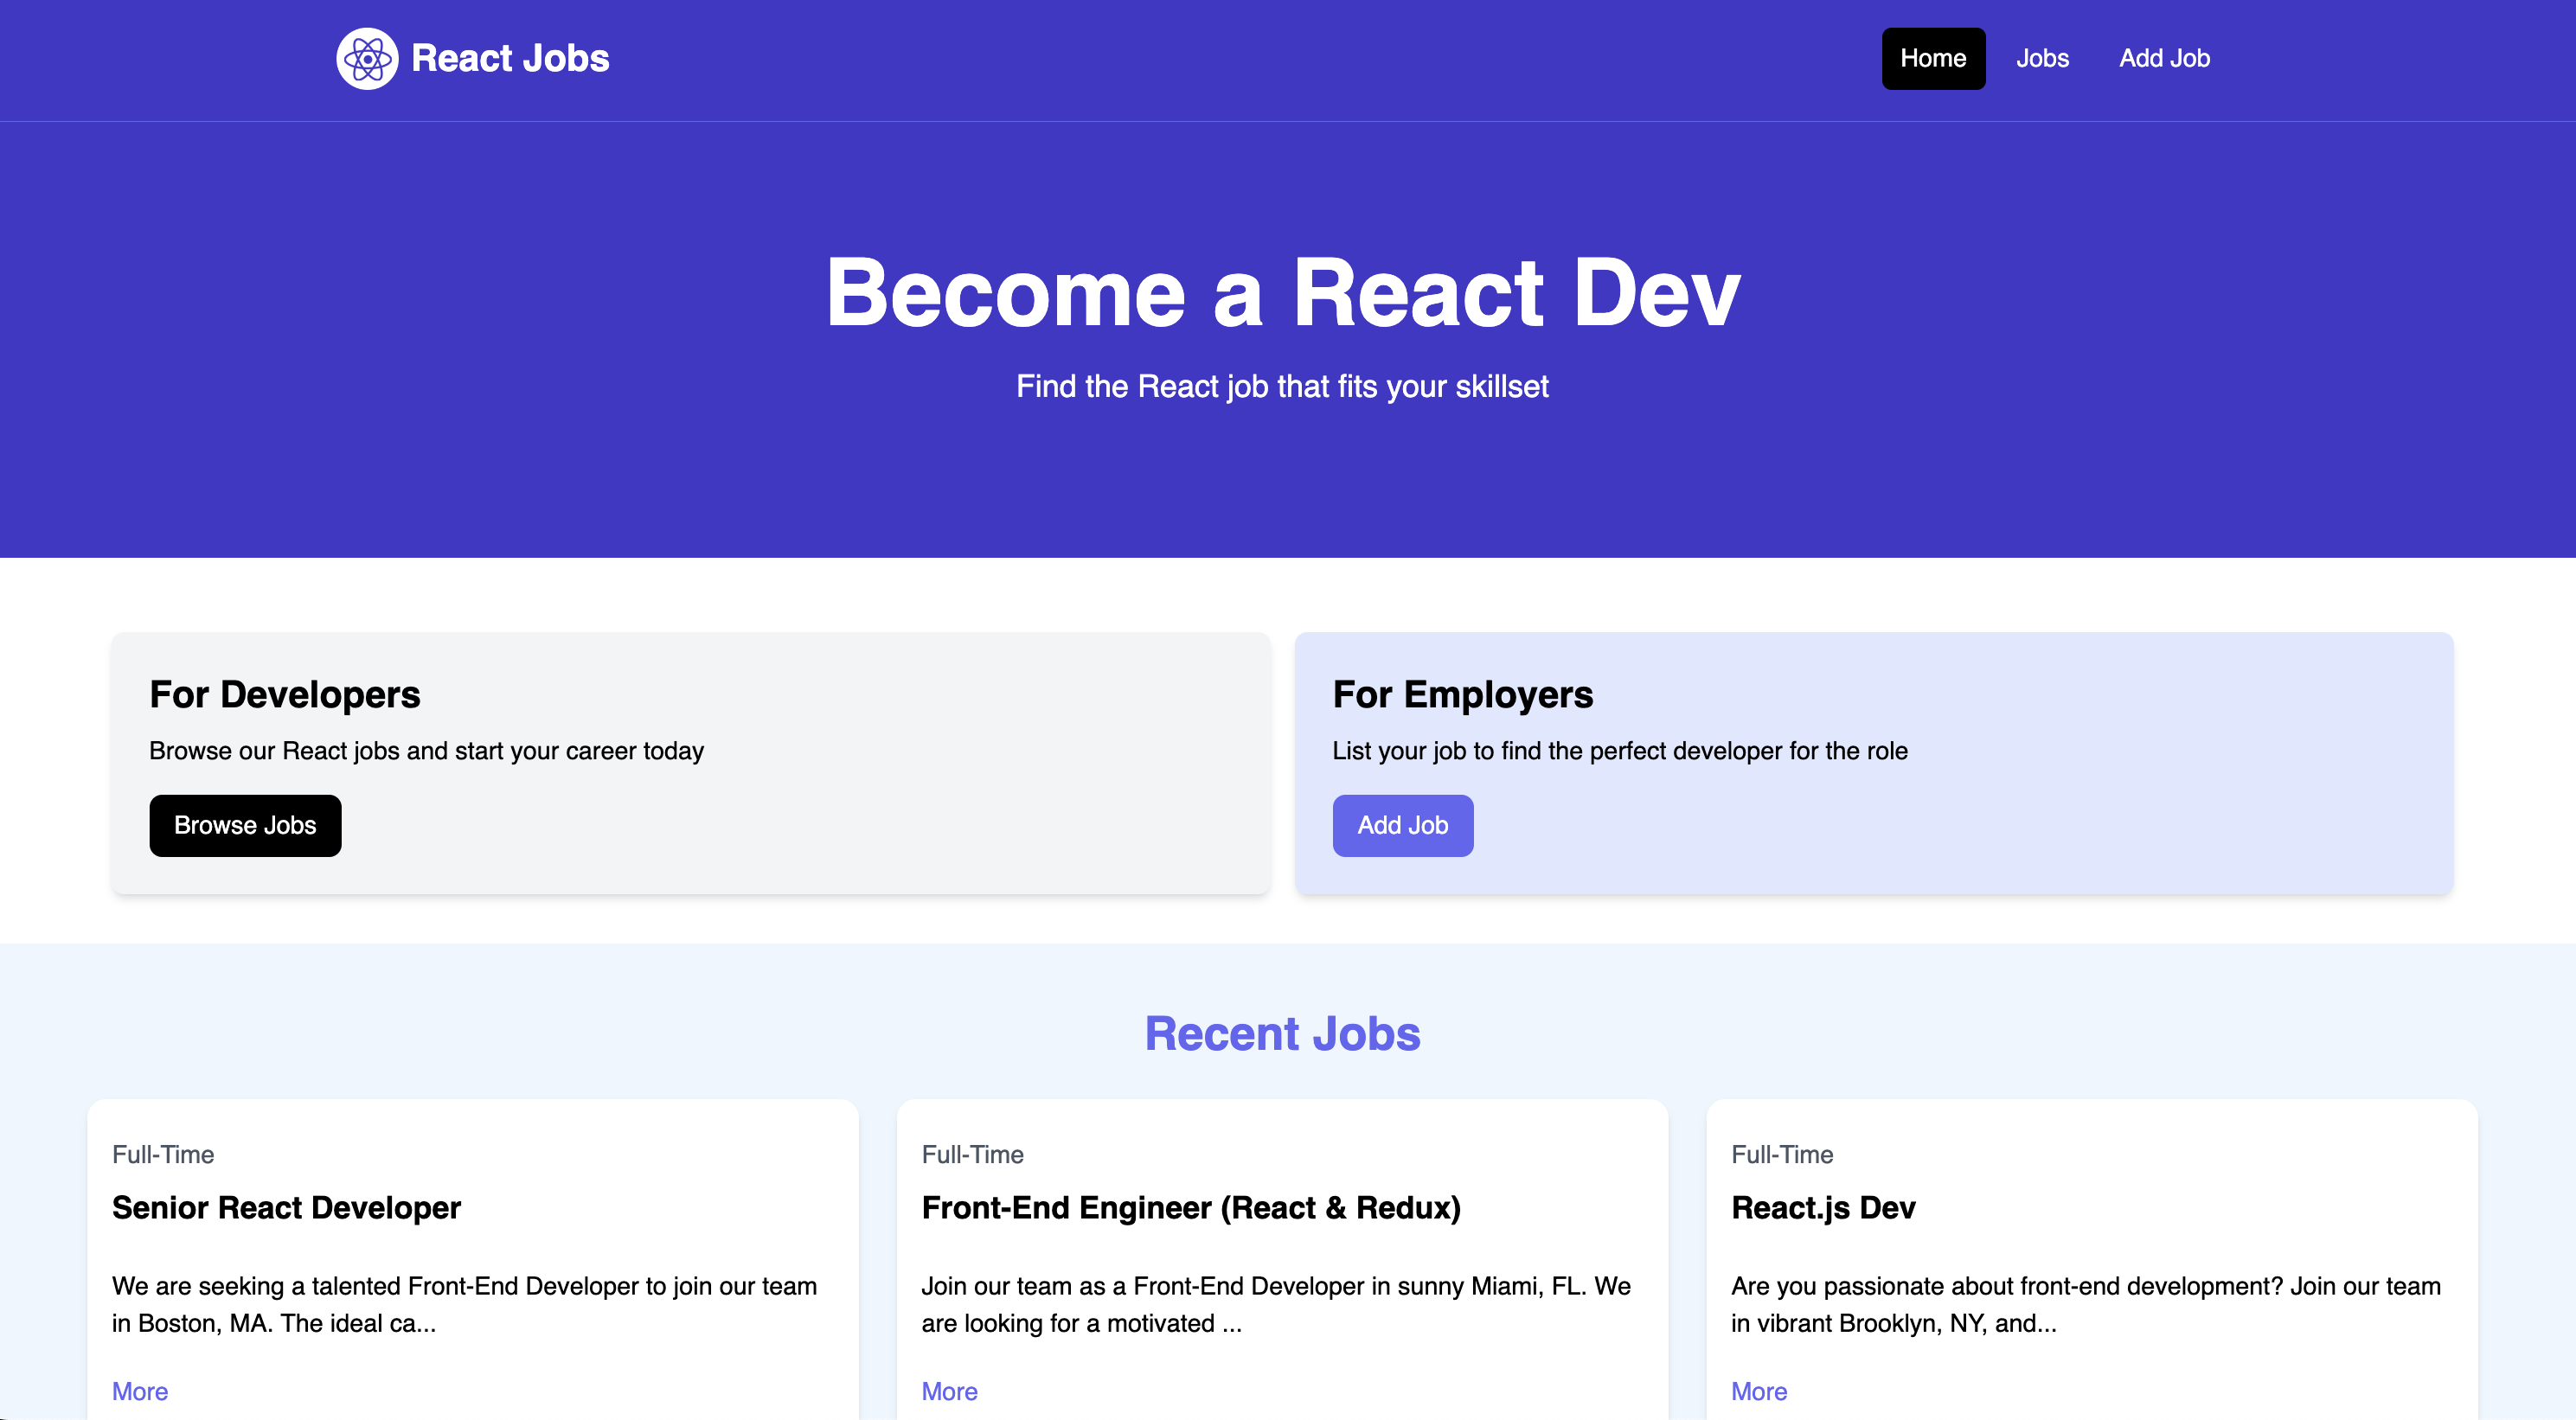 React Jobs
Home Jobs Add Job
Become a React Dev
Find the React job that fits your skillset
For Developers
Browse our React jobs and start your career today
Browse Jobs
For Employers
List your job to find the perfect developer for the role
Add Job
Recent Jobs
Full-Time
Senior React Developer
We are seeking a talented Front-End Developer to join our team
in Boston, MA. The ideal ca...
More
Full-Time
Front-End Engineer (React & Redux)
Join our team as a Front-End Developer in sunny Miami, FL. We
are looking for a motivated ...
More
Full-Time
React.js Dev
Are you passionate about front-end development? Join our team
in vibrant Brooklyn, NY, and...
More